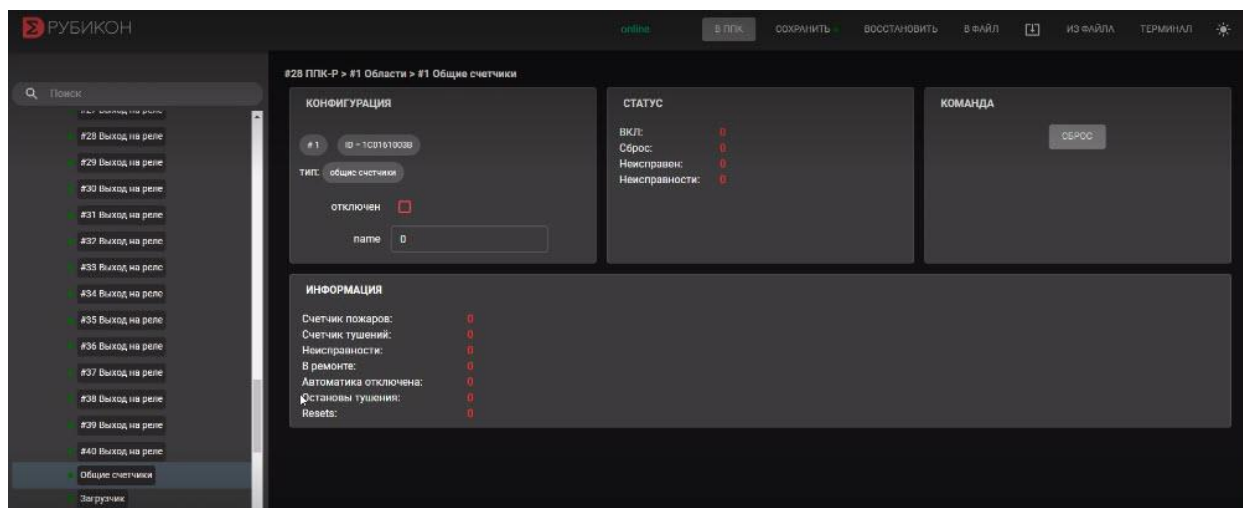 РУБИКОН
online
В ППК
СОХРАНИТЬ
ВОССТАНОВИТЬ
В ФАЙЛ
ИЗ ФАЙЛА
ТЕРМИНАЛ
Поиск
#27 Выход на реле
#28 Выход на реле
#29 Выход на реле
#30 Выход на реле
#31 Выход на реле
#32 Выход на реле
#33 Выход на реле
#34 Выход на реле
#35 Выход на реле
#36 Выход на реле
#37 Выход на реле
#38 Выход на реле
#39 Выход на реле
#40 Выход на реле
Общие счетчики
Загрузчик
#28 ППК-Р > #1 Области > #1 Общие счетчики
КОНФИГУРАЦИЯ
# 1
ТИП: общие счетчики
отключен
name 0
СТАТУС
ВКЛ: 0
Сброс: 0
Неисправен: 0
Неисправности: 0
КОМАНДА
СБРОС
ИНФОРМАЦИЯ
Счетчик пожаров: 0
Счетчик тушений: 0
Неисправности: 0
В ремонте: 0
Автоматика отключена: 0
Остановы тушения: 0
Resets: 0